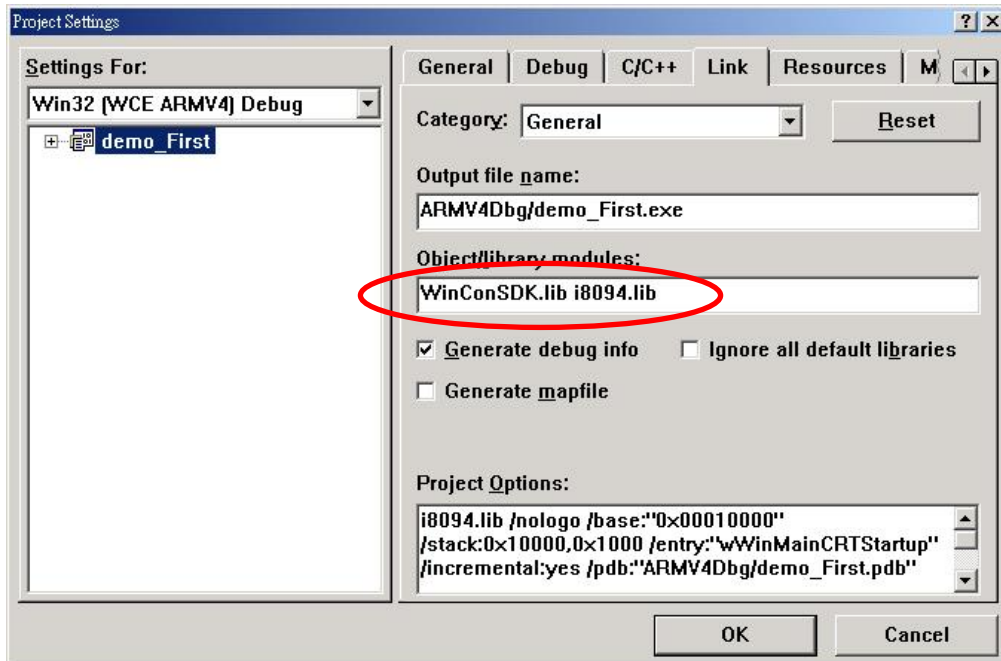 Project Settings
Settings For:
Win32 (WCE ARMV4) Debug
demo_First
General Debug C/C++ Link Resources M
Category: General Reset
Output file name:
ARMV4Dbg/demo_First.exe
Object/library modules:
WinConSDK.lib i8094.lib
Generate debug info Ignore all default libraries
Generate mapfile
Project Options:
i8094.lib /nologo /base:"0x00010000"
/stack:0x10000,0x1000 /entry:"wWinMainCRTStartup"
/incremental:yes /pdb:"ARMV4Dbg/demo_First.pdb"
OK Cancel